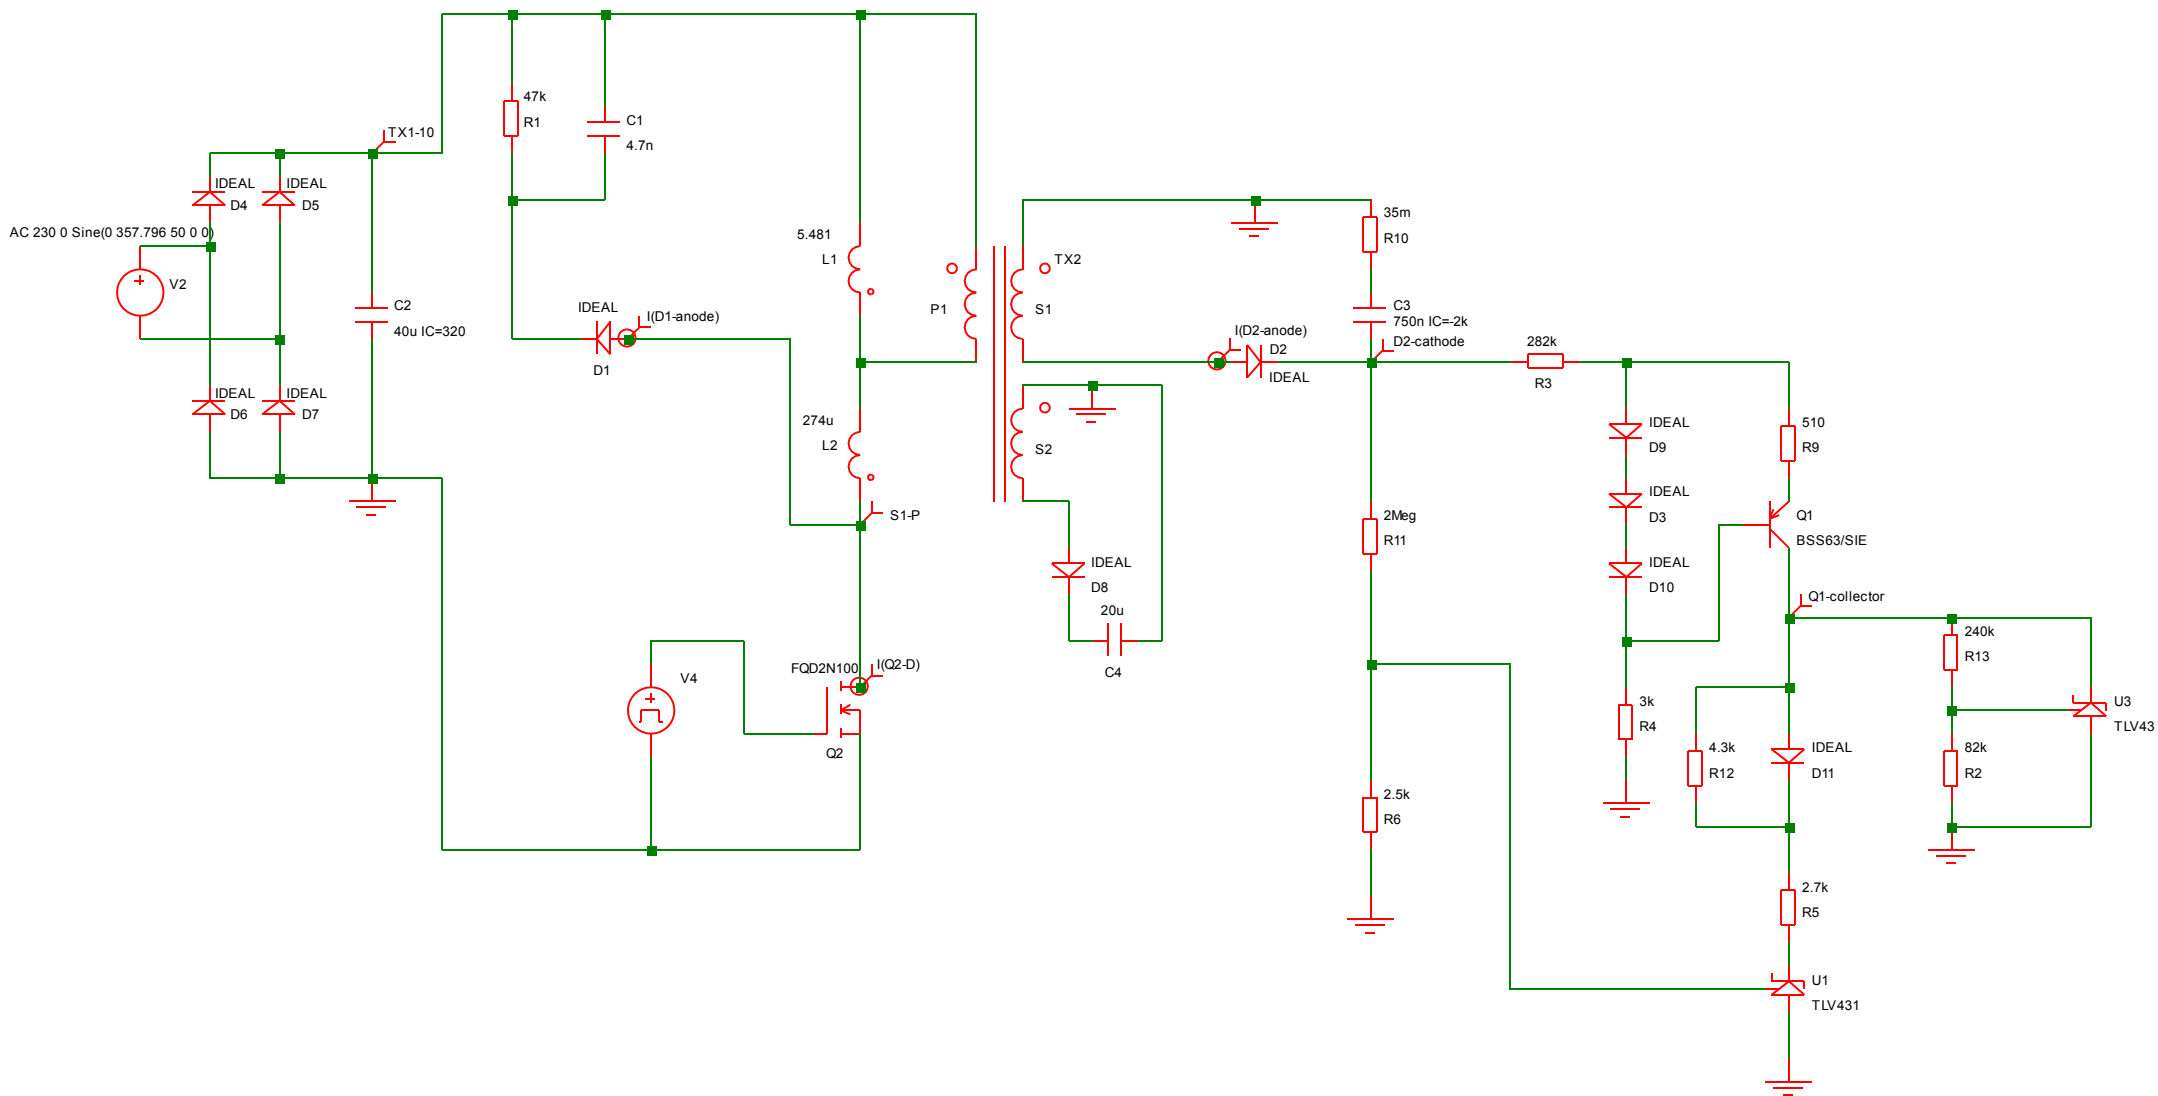 47k
R1
C1
4.7n
TX1-10
IDEAL
D4
IDEAL
D5
AC 230 0 Sine(0 357.796 50 0 0)
V2
C2
40u IC=320
IDEAL
D6
IDEAL
D7
IDEAL
D1
I(D1-anode)
5.481
L1
274u
L2
S1-P
P1
TX2
S1
S2
35m
R10
C3
750n IC=-2k
D2-cathode
I(D2-anode)
D2
IDEAL
IDEAL
D8
20u
C4
V4
FQD2N100
I(Q2-D)
Q2
282k
R3
2Meg
R11
2.5k
R6
IDEAL
D9
IDEAL
D3
IDEAL
D10
3k
R4
510
R9
Q1
BSS63/SIE
Q1-collector
240k
R13
82k
R2
U3
TLV43
4.3k
R12
IDEAL
D11
2.7k
R5
U1
TLV431